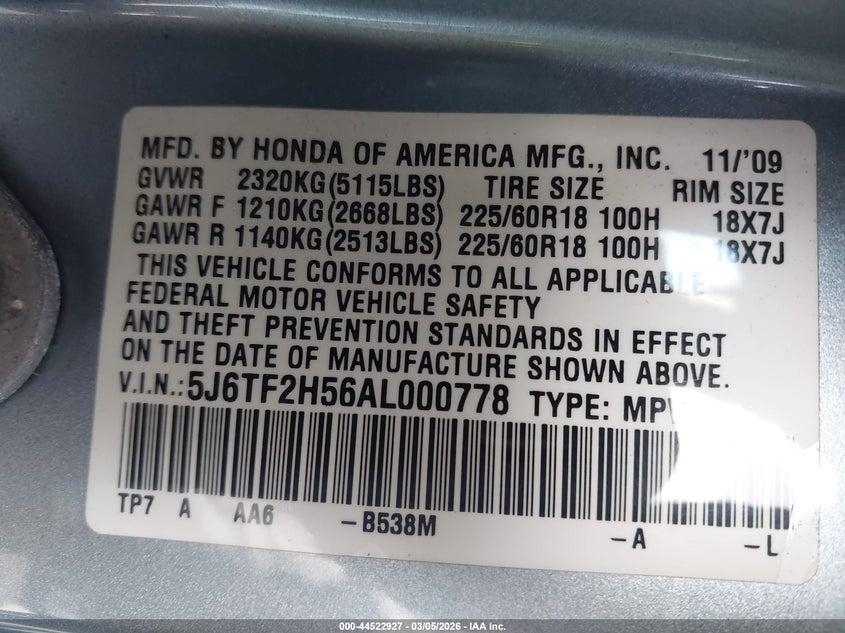 MFD. BY HONDA OF AMERICA MFG., INC. 11/'09
GVWR 2320KG(5115LBS) TIRE SIZE RIM SIZE
GAWR F 1210KG(2668LBS) 225/60R18 100H 18X7J
GAWR R 1140KG(2513LBS) 225/60R18 100H 18X7J
THIS VEHICLE CONFORMS TO ALL APPLICABLE
FEDERAL MOTOR VEHICLE SAFETY
AND THEFT PREVENTION STANDARDS IN EFFECT
ON THE DATE OF MANUFACTURE SHOWN ABOVE.
V.I.N.: 5J6TF2H56AL000778 TYPE: MPV
TP7 A AA6 -B538M -A -L
000-44522927 - 03/05/2026 - IAA Inc.